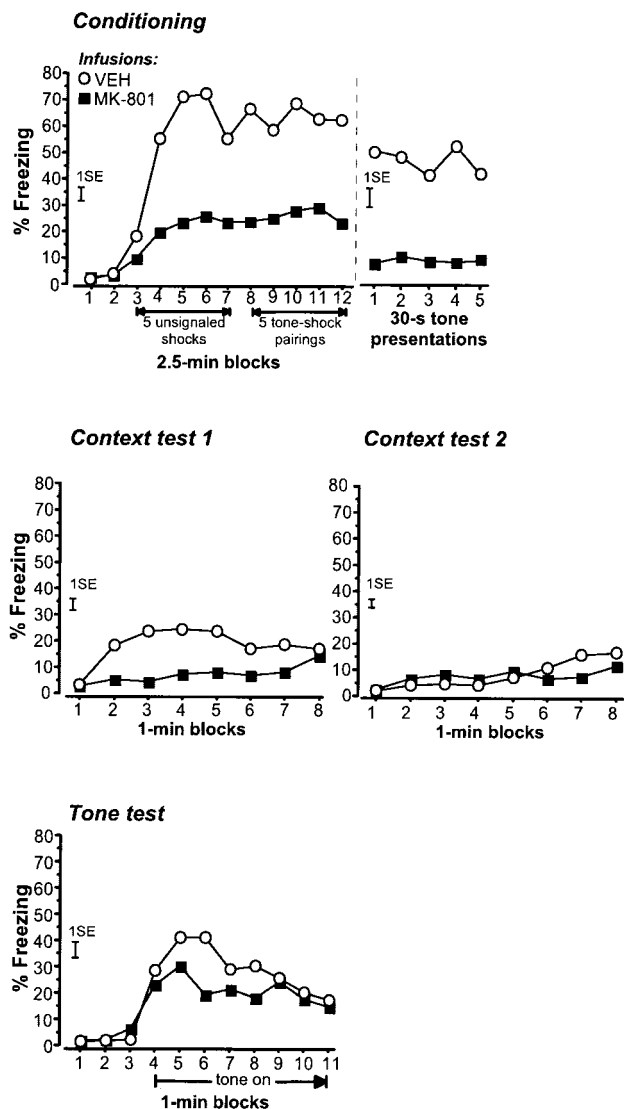 Conditioning
Infusions:
VEH
MK-801
80
70
60
50
40
30
20
10
0
% Freezing
1SE
1SE
1 2 3 4 5 6 7 8 9 10 11 12
1 2 3 4 5
5 unsignaled shocks
5 tone-shock pairings
2.5-min blocks
30-s tone
presentations
Context test 1
80
70
60
50
40
30
20
10
0
% Freezing
1SE
1 2 3 4 5 6 7 8
1-min blocks
Context test 2
80
70
60
50
40
30
20
10
0
1SE
1 2 3 4 5 6 7 8
1-min blocks
Tone test
80
70
60
50
40
30
20
10
0
% Freezing
1SE
1 2 3 4 5 6 7 8 9 10 11
tone on
1-min blocks